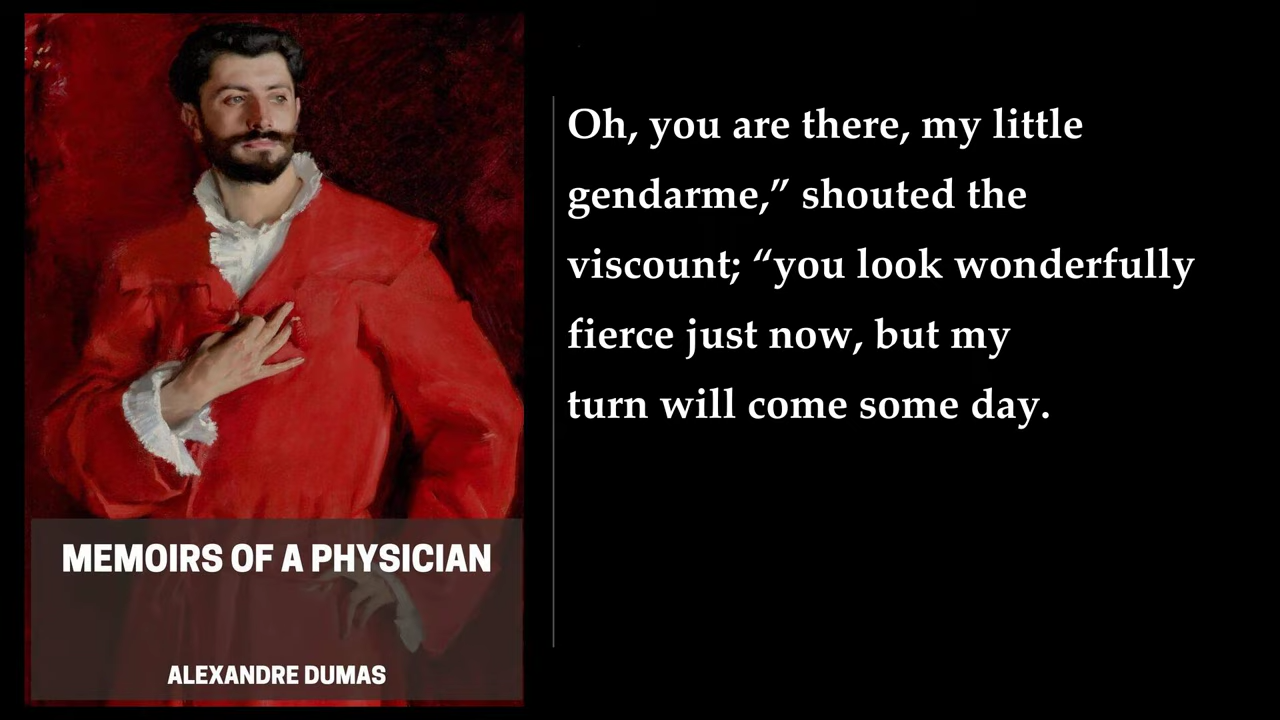 Oh, you are there, my little
gendarme,” shouted the
viscount; “you look wonderfully
fierce just now, but my
turn will come some day.
MEMOIRS OF A PHYSICIAN
ALEXANDRE DUMAS